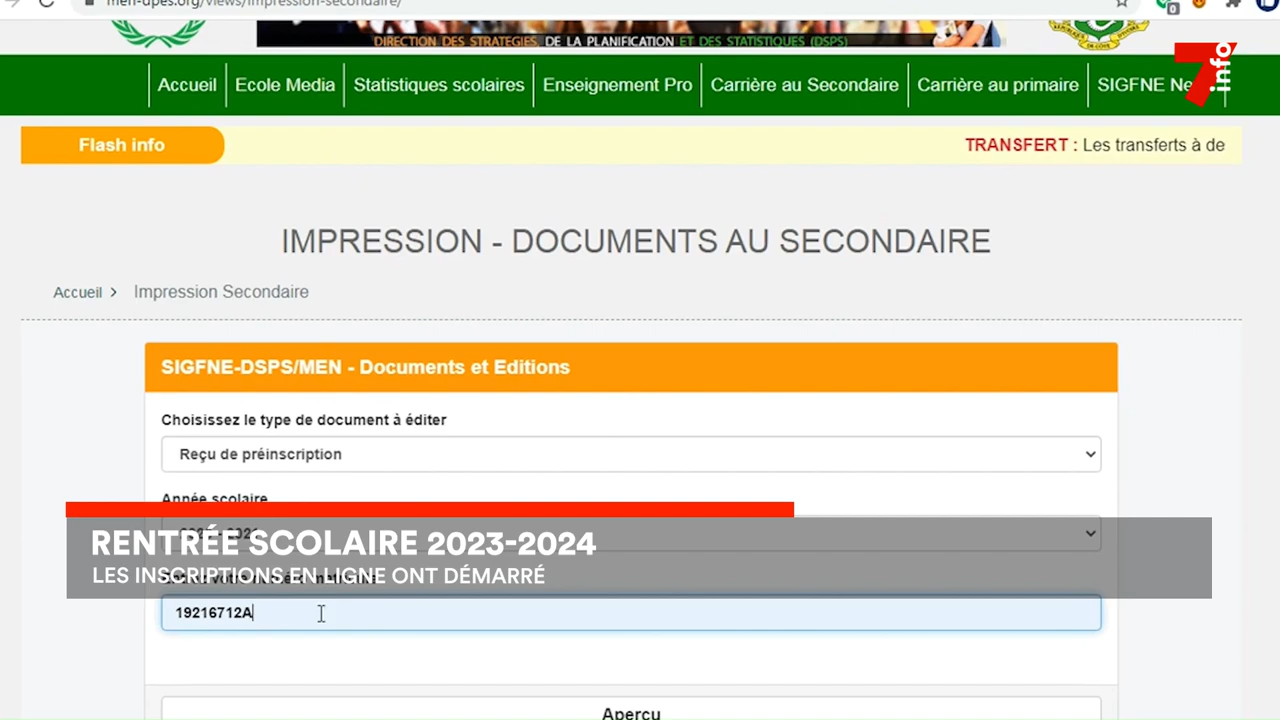 men-dpes.org/views/impression-secondaire/
DIRECTION DES STRATEGIES, DE LA PLANIFICATION ET DES STATISTIQUES (DSPS)
7info
Accueil
Ecole Media
Statistiques scolaires
Enseignement Pro
Carrière au Secondaire
Carrière au primaire
SIGFNE Ne
Flash info
TRANSFERT : Les transferts à de
IMPRESSION - DOCUMENTS AU SECONDAIRE
Accueil > Impression Secondaire
SIGFNE-DSPS/MEN - Documents et Editions
Choisissez le type de document à éditer
Reçu de préinscription
Année scolaire
RENTRÉE SCOLAIRE 2023-2024
LES INSCRIPTIONS EN LIGNE ONT DÉMARRÉ
19216712A
Aperçu